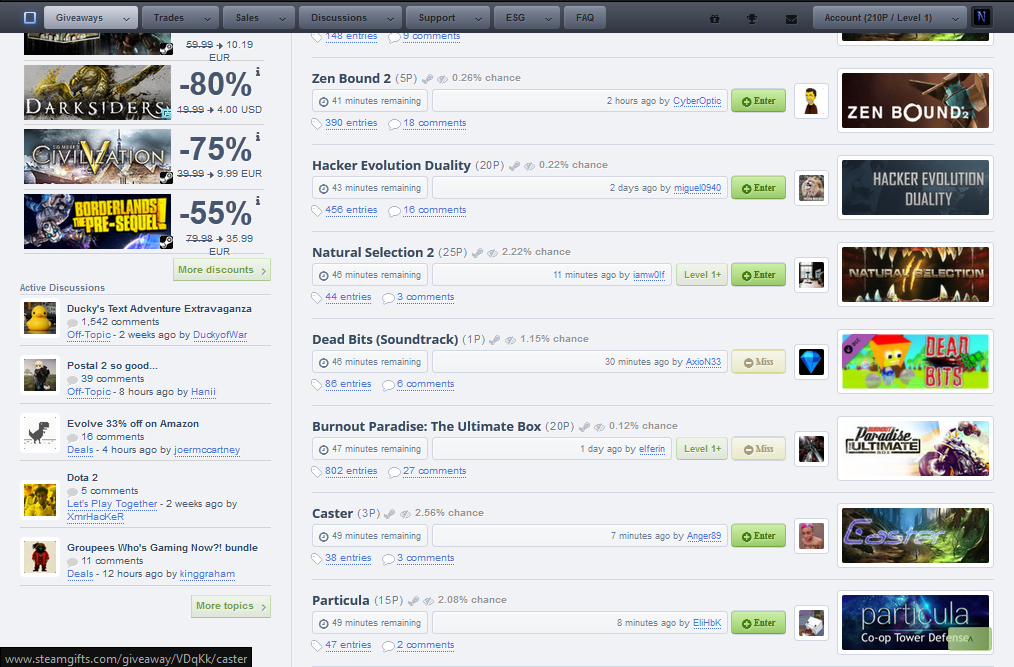 Giveaways Trades Sales Discussions Support ESG FAQ Account (210P / Level 1) N
59.99 → 10.19
EUR
DARKSIDERS -80% i
19.99 → 4.00 USD
SID MEIER'S CIVILIZATION V -75% i
39.99 → 9.99 EUR
BORDERLANDS THE PRE-SEQUEL! -55% i
79.98 → 35.99
EUR
More discounts >
Active Discussions
Ducky's Text Adventure Extravaganza
1,542 comments
Off-Topic - 2 weeks ago by DuckyofWar
Postal 2 so good...
39 comments
Off-Topic - 8 hours ago by Hanii
Evolve 33% off on Amazon
16 comments
Deals - 4 hours ago by joermccartney
Dota 2
5 comments
Let's Play Together - 2 weeks ago by
XmrHacKeR
Groupees Who's Gaming Now?! bundle
11 comments
Deals - 12 hours ago by kinggraham
More topics >
148 entries 9 comments
Zen Bound 2 (5P) 0.26% chance
41 minutes remaining 2 hours ago by CyberOptic Enter
390 entries 18 comments
ZEN BOUND 2
Hacker Evolution Duality (20P) 0.22% chance
43 minutes remaining 2 days ago by miguel0940 Enter
456 entries 16 comments
HACKER EVOLUTION
DUALITY
Natural Selection 2 (25P) 2.22% chance
46 minutes remaining 11 minutes ago by iamw0lf Level 1+ Enter
44 entries 3 comments
NATURAL SELECTION II
Dead Bits (Soundtrack) (1P) 1.15% chance
46 minutes remaining 30 minutes ago by AxioN33 Miss
86 entries 6 comments
DLC DEAD
BITS
Burnout Paradise: The Ultimate Box (20P) 0.12% chance
47 minutes remaining 1 day ago by elferin Level 1+ Miss
802 entries 27 comments
BURNOUT
Paradise
THE ULTIMATE
BOX
Caster (3P) 2.56% chance
49 minutes remaining 7 minutes ago by Anger89 Enter
38 entries 3 comments
Caster
Particula (15P) 2.08% chance
49 minutes remaining 8 minutes ago by EliHbK Enter
47 entries 2 comments
particula
Co-op Tower Defense
www.steamgifts.com/giveaway/VDqKk/caster